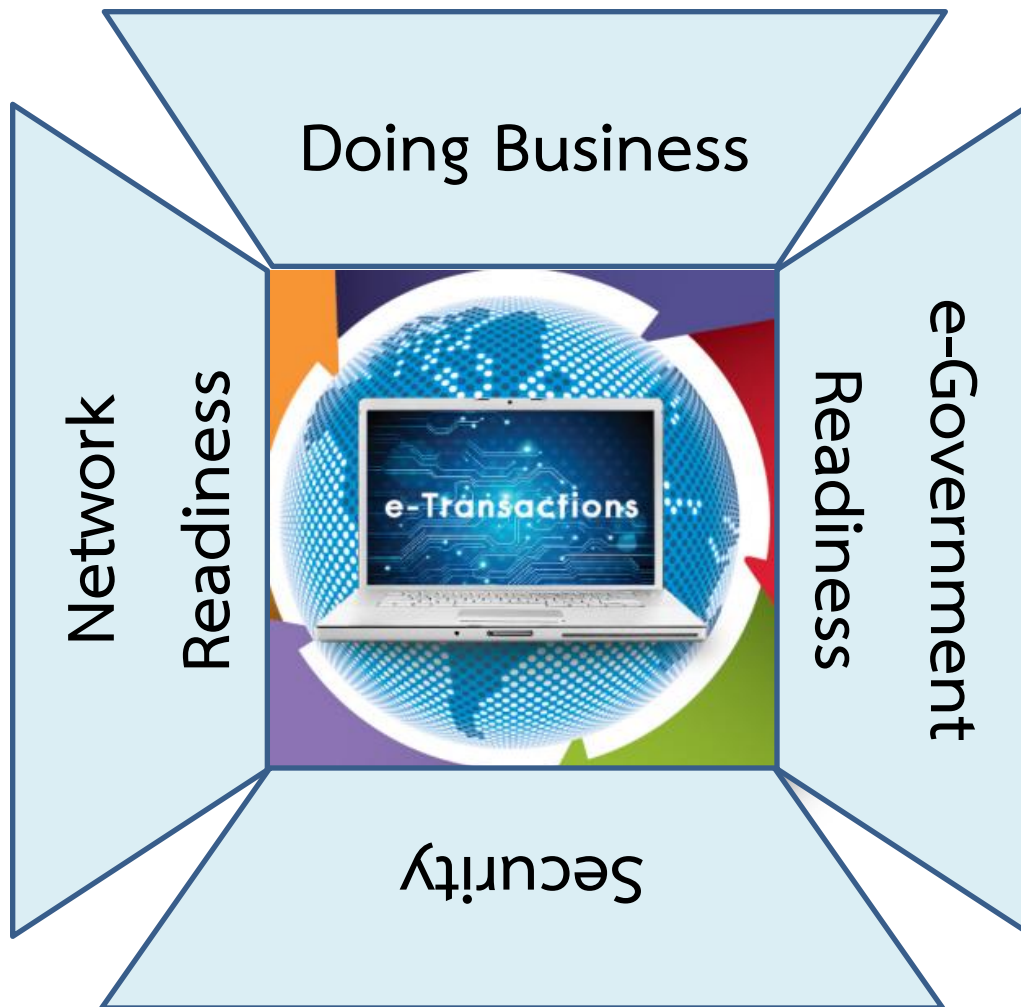 Doing Business
Network
Readiness
e-Transactions
e-Government
Readiness
Security